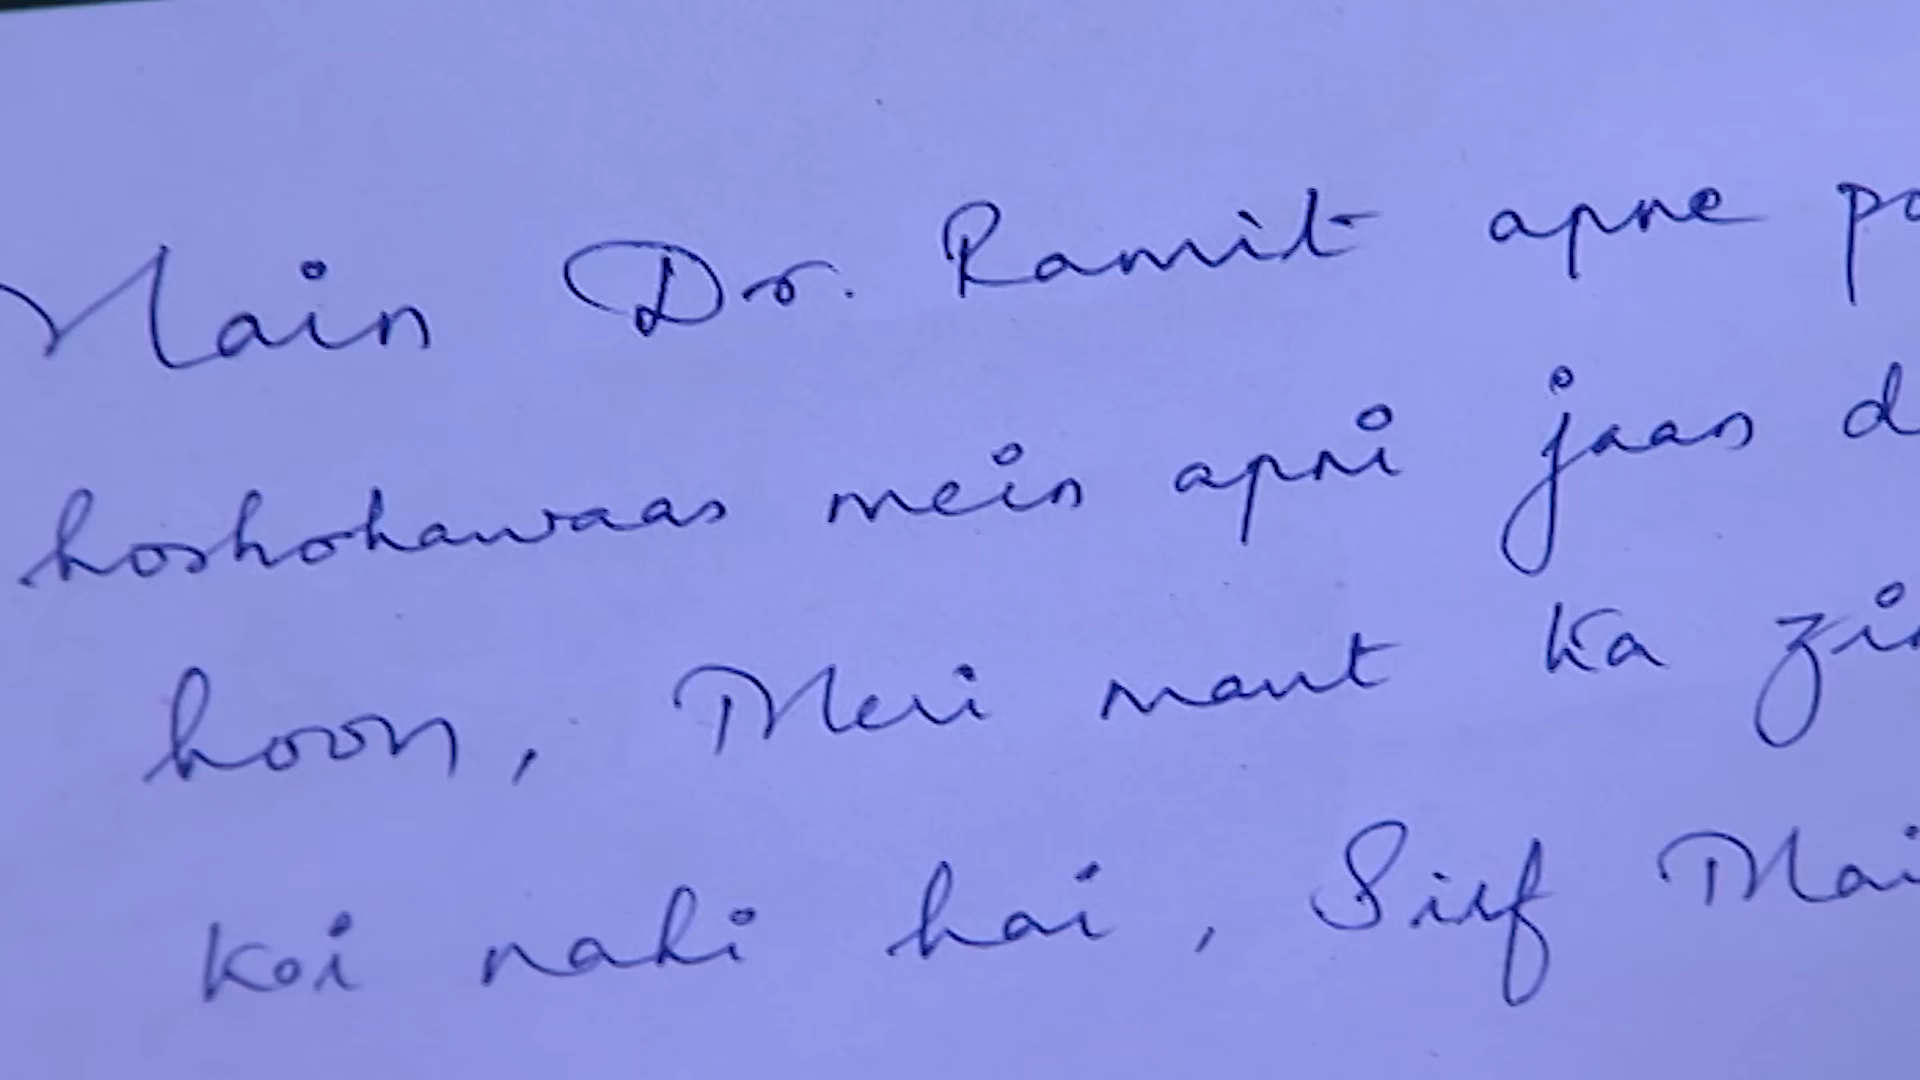 Main Dr. Ramit apne
hoshohawaas mein apni jaan
hoon, Meri maut ka
koi nahi hai, Sirf